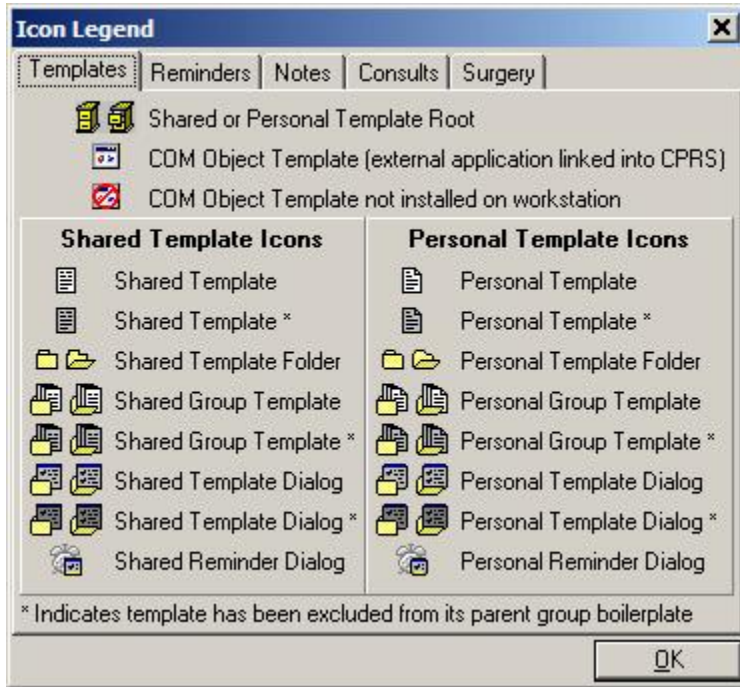 Icon Legend
Templates Reminders Notes Consults Surgery
Shared or Personal Template Root
COM Object Template (external application linked into CPRS)
COM Object Template not installed on workstation
Shared Template Icons
Shared Template
Shared Template *
Shared Template Folder
Shared Group Template
Shared Group Template *
Shared Template Dialog
Shared Template Dialog *
Shared Reminder Dialog
Personal Template Icons
Personal Template
Personal Template *
Personal Template Folder
Personal Group Template
Personal Group Template *
Personal Template Dialog
Personal Template Dialog *
Personal Reminder Dialog
* Indicates template has been excluded from its parent group boilerplate
OK